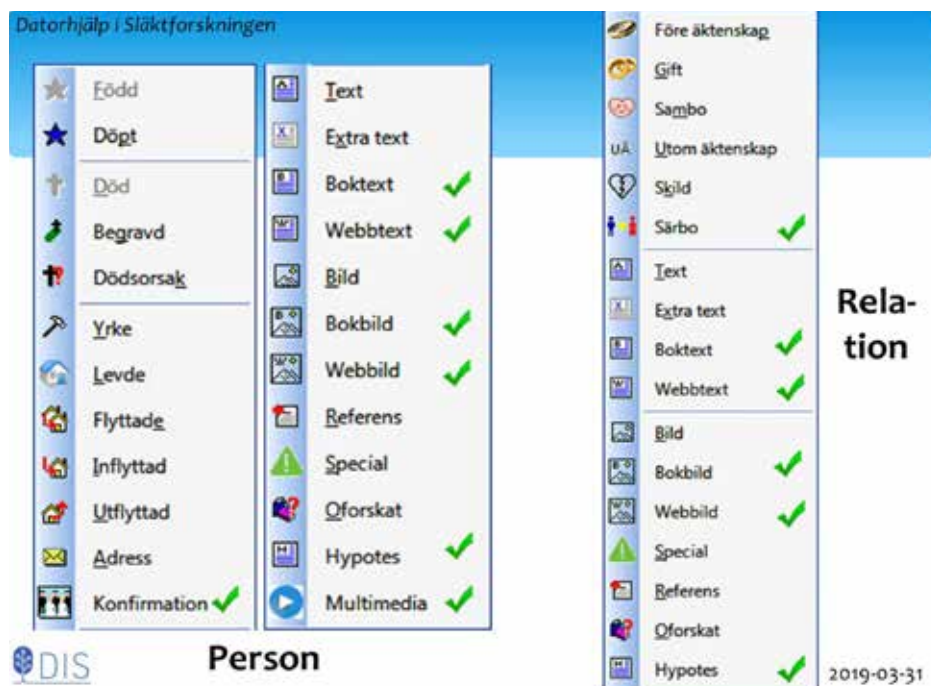 Datorhjälp i Släktforskningen
Född
Döpt
Död
Begravd
Dödsorsak
Yrke
Levde
Flyttade
Inflyttad
Utflyttad
Adress
Konfirmation
Text
Extra text
Boktext
Webbtext
Bild
Bokbild
Webbild
Referens
Special
Oforskat
Hypotes
Multimedia
Person
Före äktenskap
Gift
Sambo
UÄ Utom äktenskap
Skild
Särbo
Text
Extra text
Boktext
Webbtext
Bild
Bokbild
Webbild
Special
Referens
Oforskat
Hypotes
Rela-
tion
DIS
2019-03-31